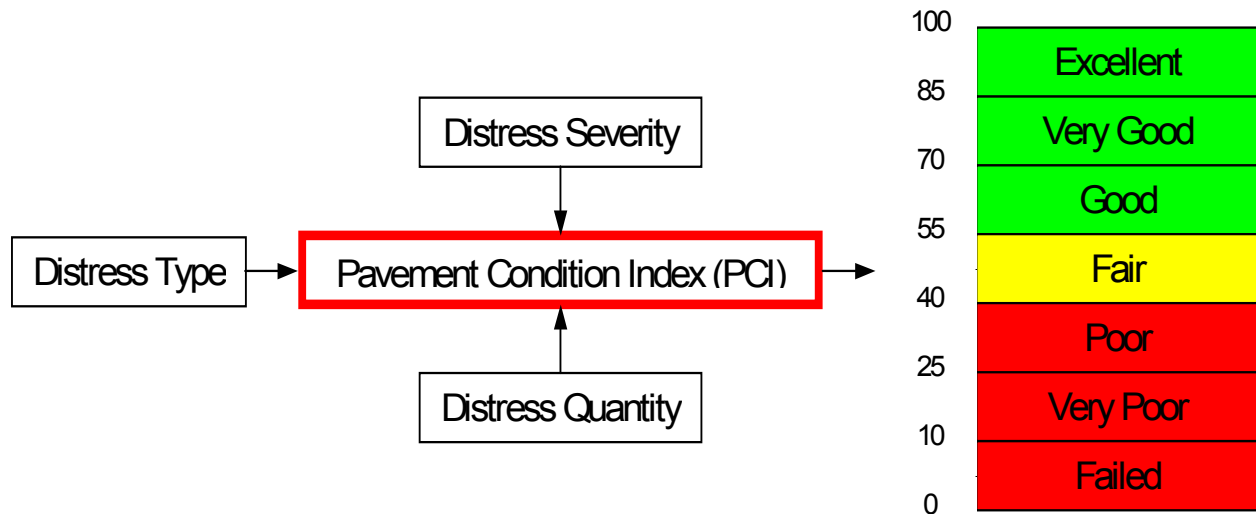 Distress Severity
Distress Type
Pavement Condition Index (PCI)
Distress Quantity
100
Excellent
85
Very Good
70
Good
55
Fair
40
Poor
25
Very Poor
10
Failed
0